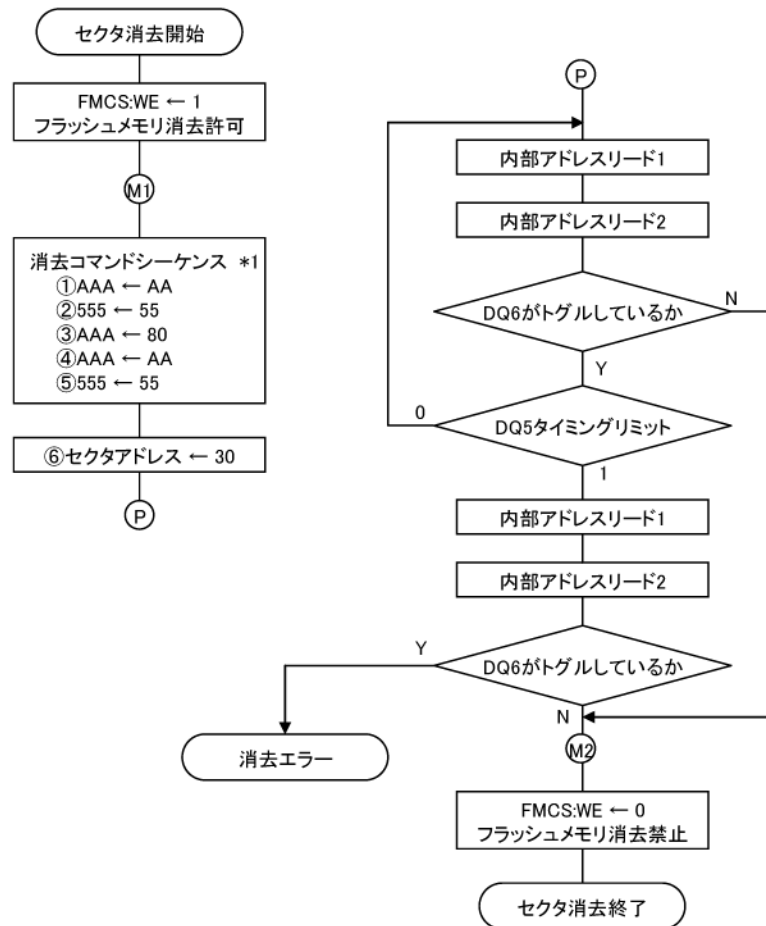 セクタ消去開始
FMCS:WE ← 1
フラッシュメモリ消去許可
M1
消去コマンドシーケンス *1
①AAA ← AA
②555 ← 55
③AAA ← 80
④AAA ← AA
⑤555 ← 55
⑥セクタアドレス ← 30
P
P
内部アドレスリード1
内部アドレスリード2
DQ6がトグルしているか
N
Y
DQ5タイミングリミット
0
1
内部アドレスリード1
内部アドレスリード2
DQ6がトグルしているか
Y
N
消去エラー
M2
FMCS:WE ← 0
フラッシュメモリ消去禁止
セクタ消去終了